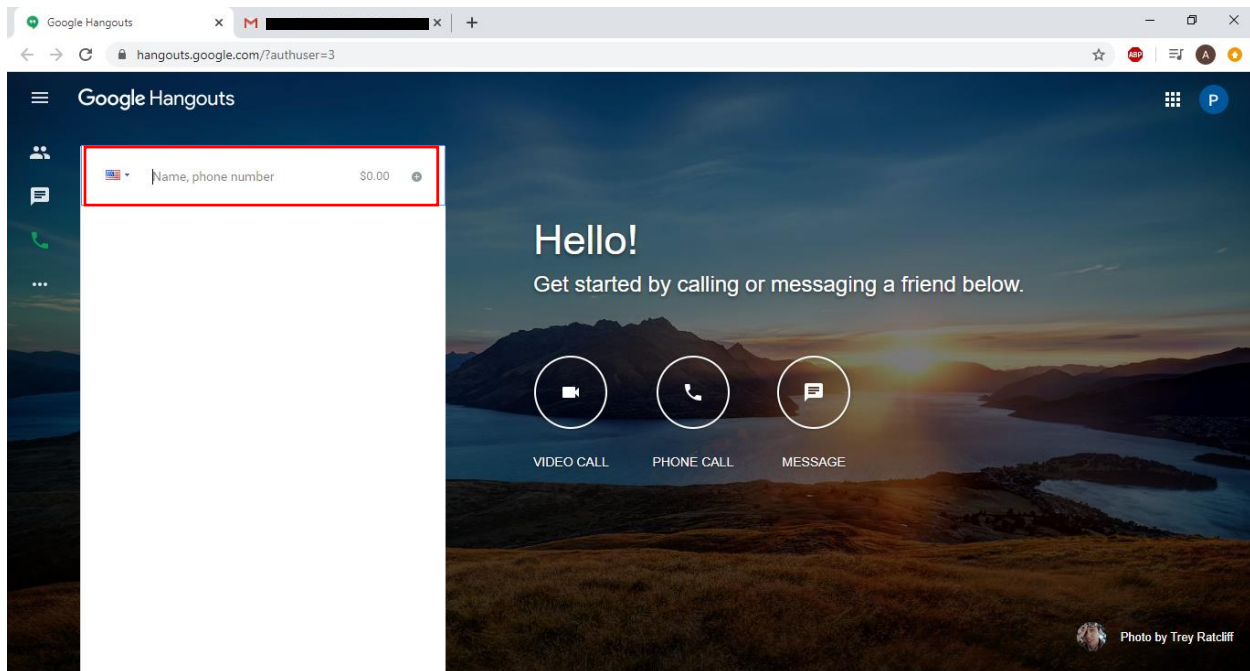 Google Hangouts
hangouts.google.com/?authuser=3
ABP
A
Google Hangouts
P
Name, phone number
$0.00
Hello!
Get started by calling or messaging a friend below.
VIDEO CALL PHONE CALL MESSAGE
Photo by Trey Ratcliff